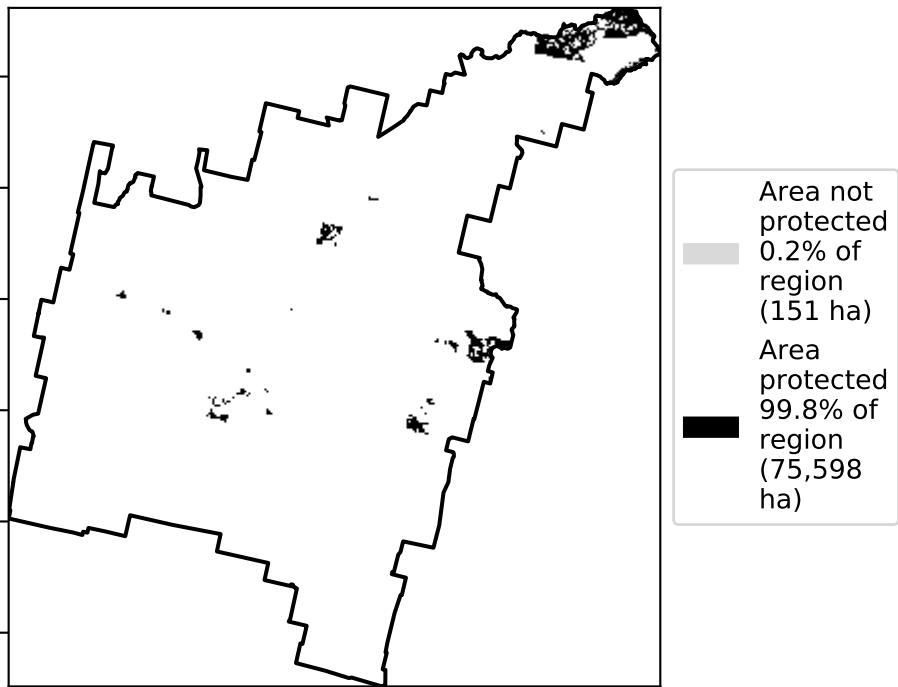 Area not
protected
0.2% of
region
(151 ha)
Area
protected
99.8% of
region
(75,598
ha)